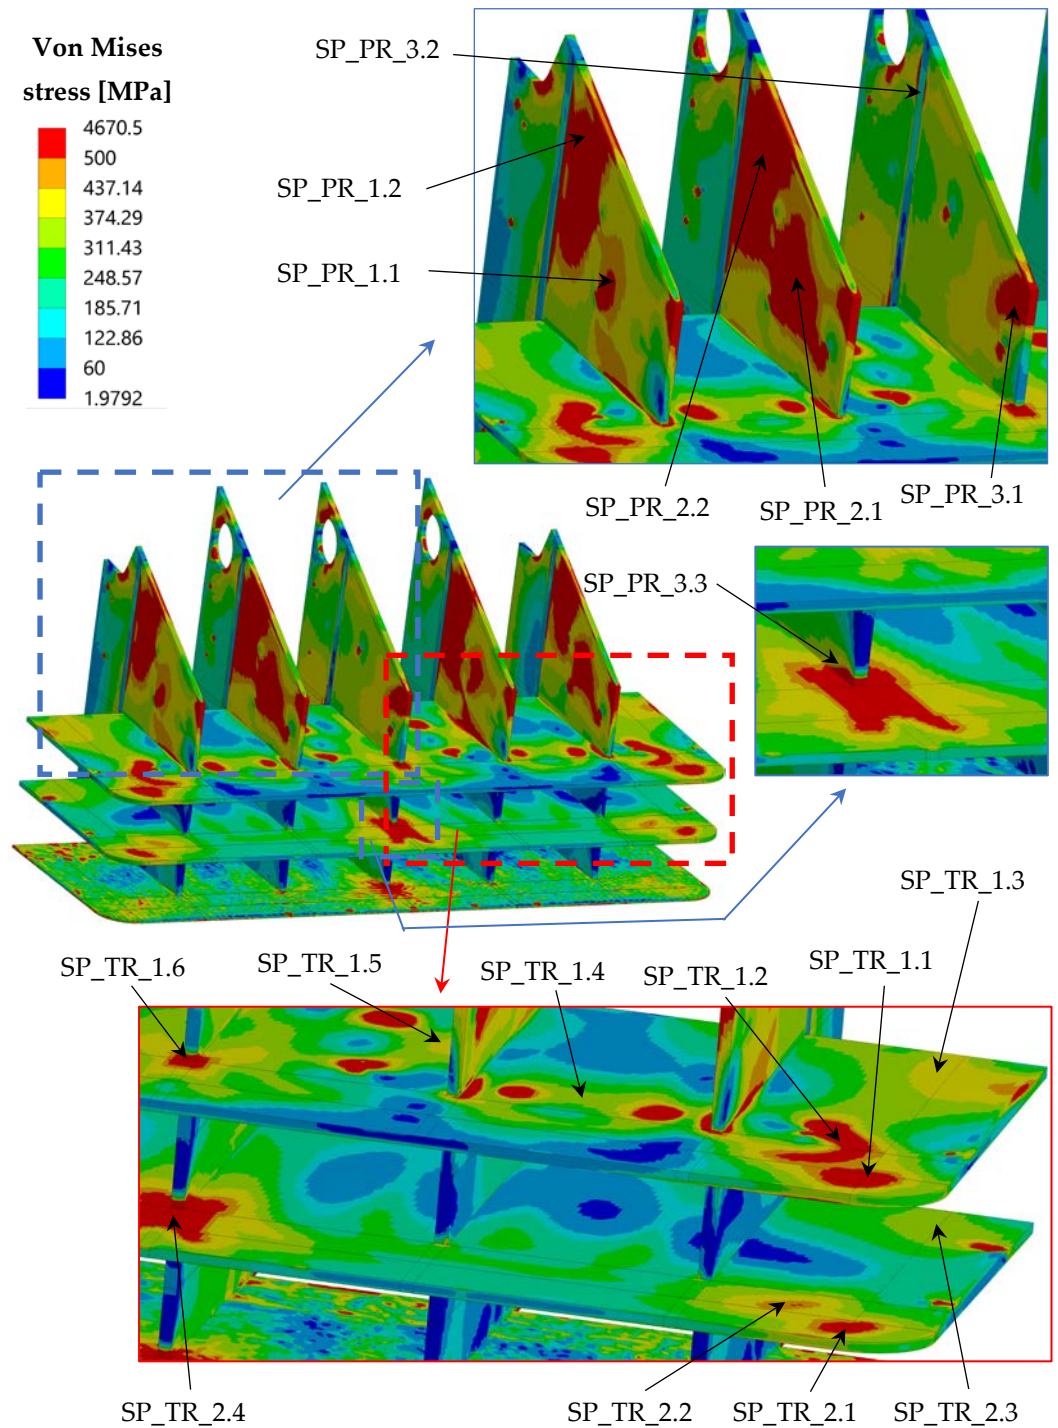 Von Mises
stress [MPa]
4670.5
500
437.14
374.29
311.43
248.57
185.71
122.86
60
1.9792
SP_PR_3.2
SP_PR_1.2
SP_PR_1.1
SP_PR_2.2
SP_PR_2.1
SP_PR_3.1
SP_PR_3.3
SP_TR_1.3
SP_TR_1.6
SP_TR_1.5
SP_TR_1.4
SP_TR_1.2
SP_TR_1.1
SP_TR_2.4
SP_TR_2.2
SP_TR_2.1
SP_TR_2.3